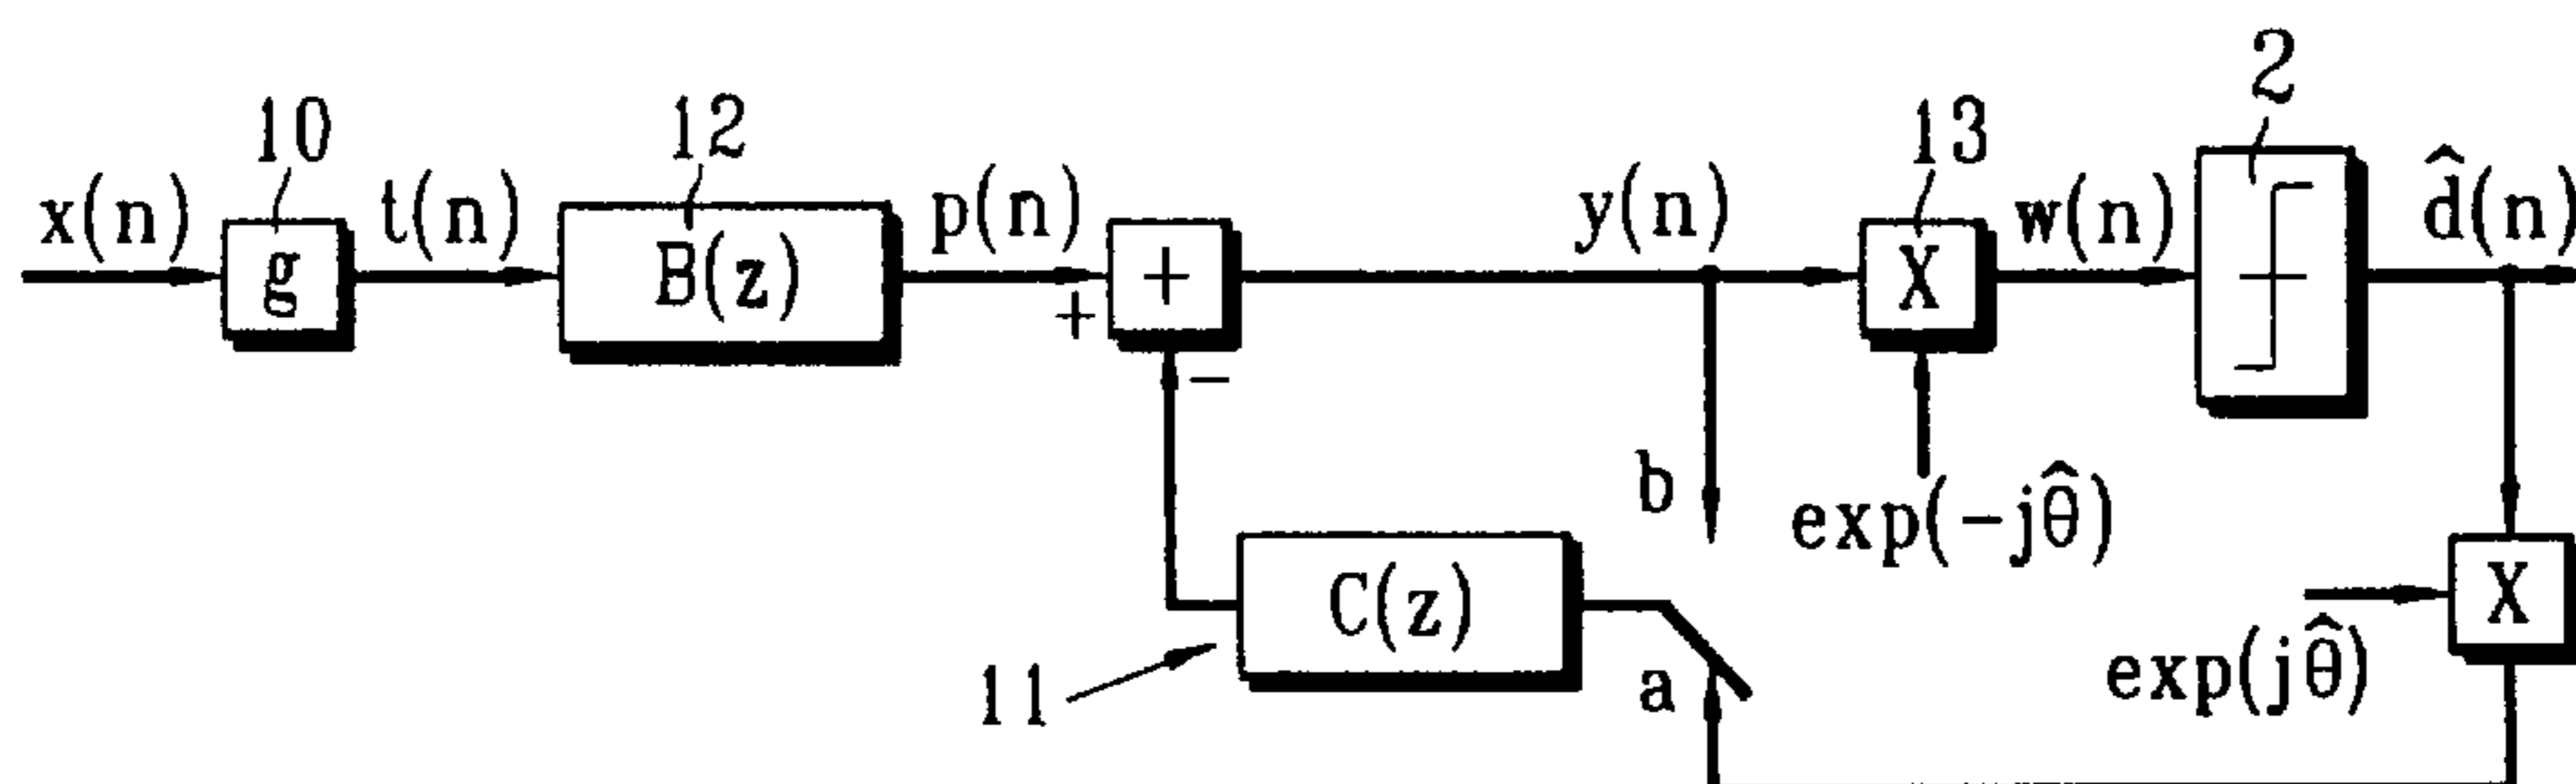 10
12
13
2
x(n)
g
t(n)
B(z)
p(n)
+
+
-
y(n)
X
w(n)
d̂(n)
b
exp(-jθ̂)
C(z)
a
11
X
exp(jθ̂)